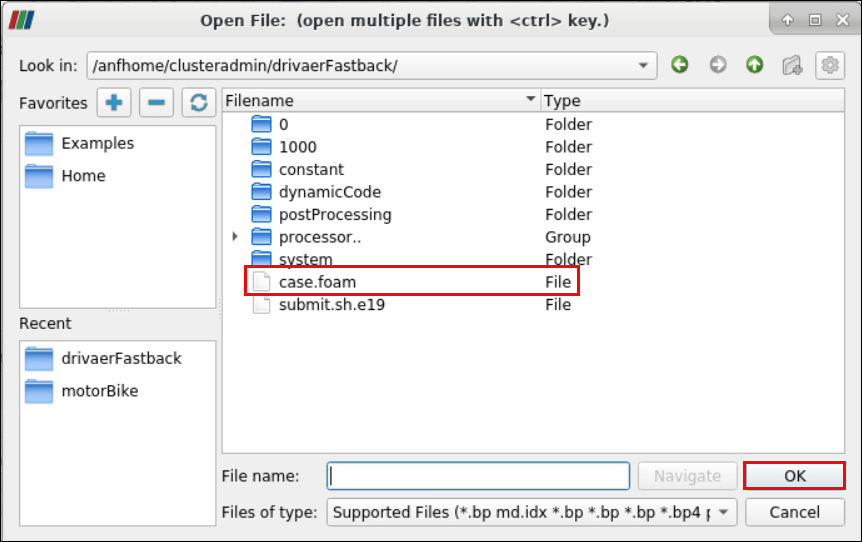 Open File:  (open multiple files with <ctrl> key.)
Look in: /anfhome/clusteradmin/drivaerFastback/
Favorites
Examples
Home
Recent
drivaerFastback
motorBike
Filename Type
0 Folder
1000 Folder
constant Folder
dynamicCode Folder
postProcessing Folder
processor.. Group
system Folder
case.foam File
submit.sh.e19 File
File name: Navigate OK
Files of type: Supported Files (*.bp md.idx *.bp *.bp *.bp *.bp4 p Cancel